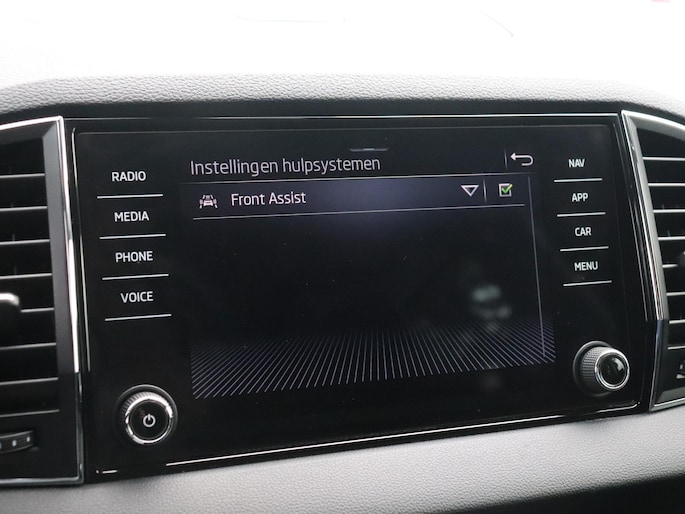 RADIO
MEDIA
PHONE
VOICE
Instellingen hulpsystemen
Front Assist
NAV
APP
CAR
MENU